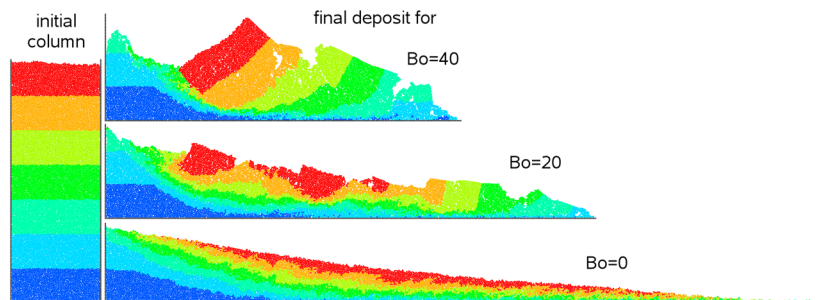 initial
column
final deposit for
Bo=40
Bo=20
Bo=0